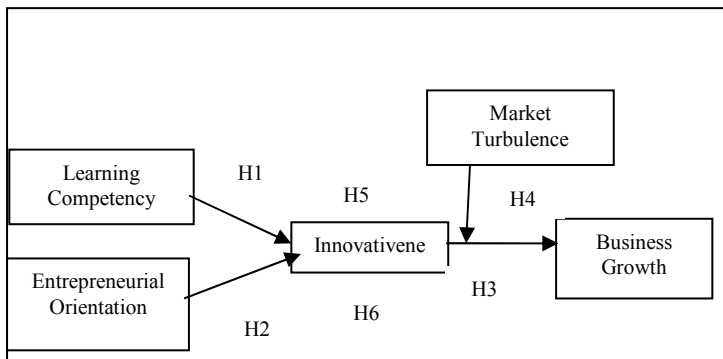 Market
Turbulence
Learning
Competency
H1
H5
H4
Innovativene
Business
Growth
Entrepreneurial
Orientation
H3
H6
H2